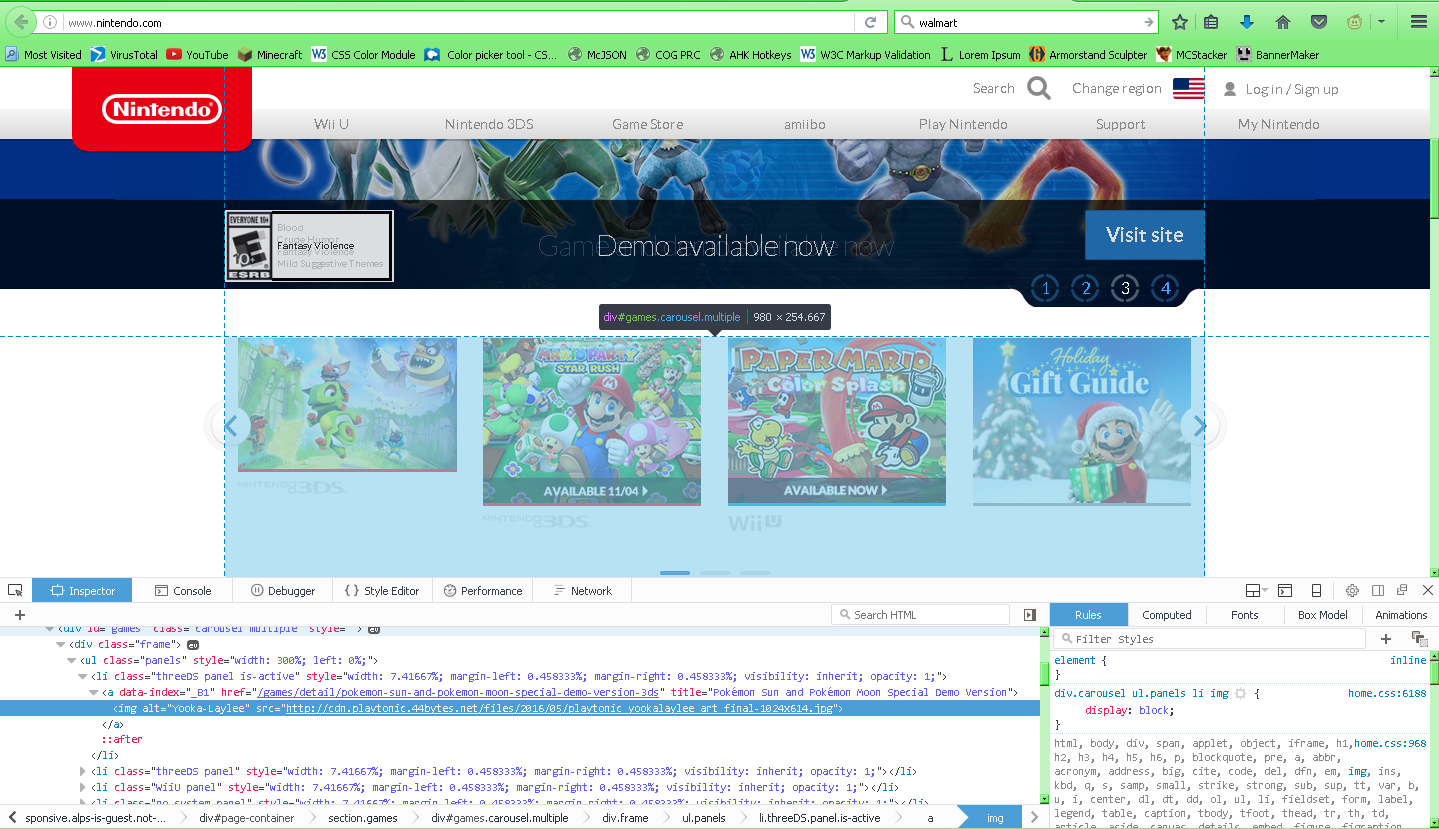 www.nintendo.com
walmart
Most Visited VirusTotal YouTube Minecraft W3 CSS Color Module Color picker tool - CS... McJSON COG PRC AHK Hotkeys W3 W3C Markup Validation L Lorem Ipsum Armorstand Sculpter MCStacker BannerMaker
Search Change region Log in / Sign up
Nintendo
Wii U Nintendo 3DS Game Store amiibo Play Nintendo Support My Nintendo
EVERYONE 10+
E
10+
ESRB
Blood
Crude Humor
Fantasy Violence
Fantasy Violence
Mild Suggestive Themes
Demo available now
Visit site
1 2 3 4
div#games.carousel.multiple 980 × 254.667
MARIO PARTY
STAR RUSH
AVAILABLE 11/04
PAPER MARIO
Color Splash
AVAILABLE NOW
Holiday
Gift Guide
NINTENDO 3DS
NINTENDO 3DS
Wii U
Inspector Console Debugger { } Style Editor Performance Network
+ Search HTML
<div id="games" class="carousel multiple" style=""> ev
<div class="frame"> ev
<ul class="panels" style="width: 300%; left: 0%;">
<li class="threeDS panel is-active" style="width: 7.41667%; margin-left: 0.458333%; margin-right: 0.458333%; visibility: inherit; opacity: 1;">
<a data-index="_B1" href="/games/detail/pokemon-sun-and-pokemon-moon-special-demo-version-3ds" title="Pokémon Sun and Pokémon Moon Special Demo Version">
<img alt="Yooka-Laylee" src="http://cdn.playtonic.44bytes.net/files/2016/05/playtonic_yookalaylee_art_final-1024x614.jpg">
</a>
::after
</li>
<li class="threeDS panel" style="width: 7.41667%; margin-left: 0.458333%; margin-right: 0.458333%; visibility: inherit; opacity: 1;"></li>
<li class="WiiU panel" style="width: 7.41667%; margin-left: 0.458333%; margin-right: 0.458333%; visibility: inherit; opacity: 1;"></li>
<li class="no-system panel" style="width: 7.41667%; margin-left: 0.458333%; margin-right: 0.458333%; visibility: inherit; opacity: 1;"></li>
sponsive.alps-is-guest.not-... div#page-container section.games div#games.carousel.multiple div.frame ul.panels li.threeDS.panel.is-active a img
Rules Computed Fonts Box Model Animations
Filter Styles +
element { inline
}
div.carousel ul.panels li img { home.css:6188
display: block;
}
html, body, div, span, applet, object, iframe, h1, home.css:968
h2, h3, h4, h5, h6, p, blockquote, pre, a, abbr,
acronym, address, big, cite, code, del, dfn, em, img, ins,
kbd, q, s, samp, small, strike, strong, sub, sup, tt, var, b,
u, i, center, dl, dt, dd, ol, ul, li, fieldset, form, label,
legend, table, caption, tbody, tfoot, thead, tr, th, td,
article, aside, canvas, details, embed, figure, figcaption,